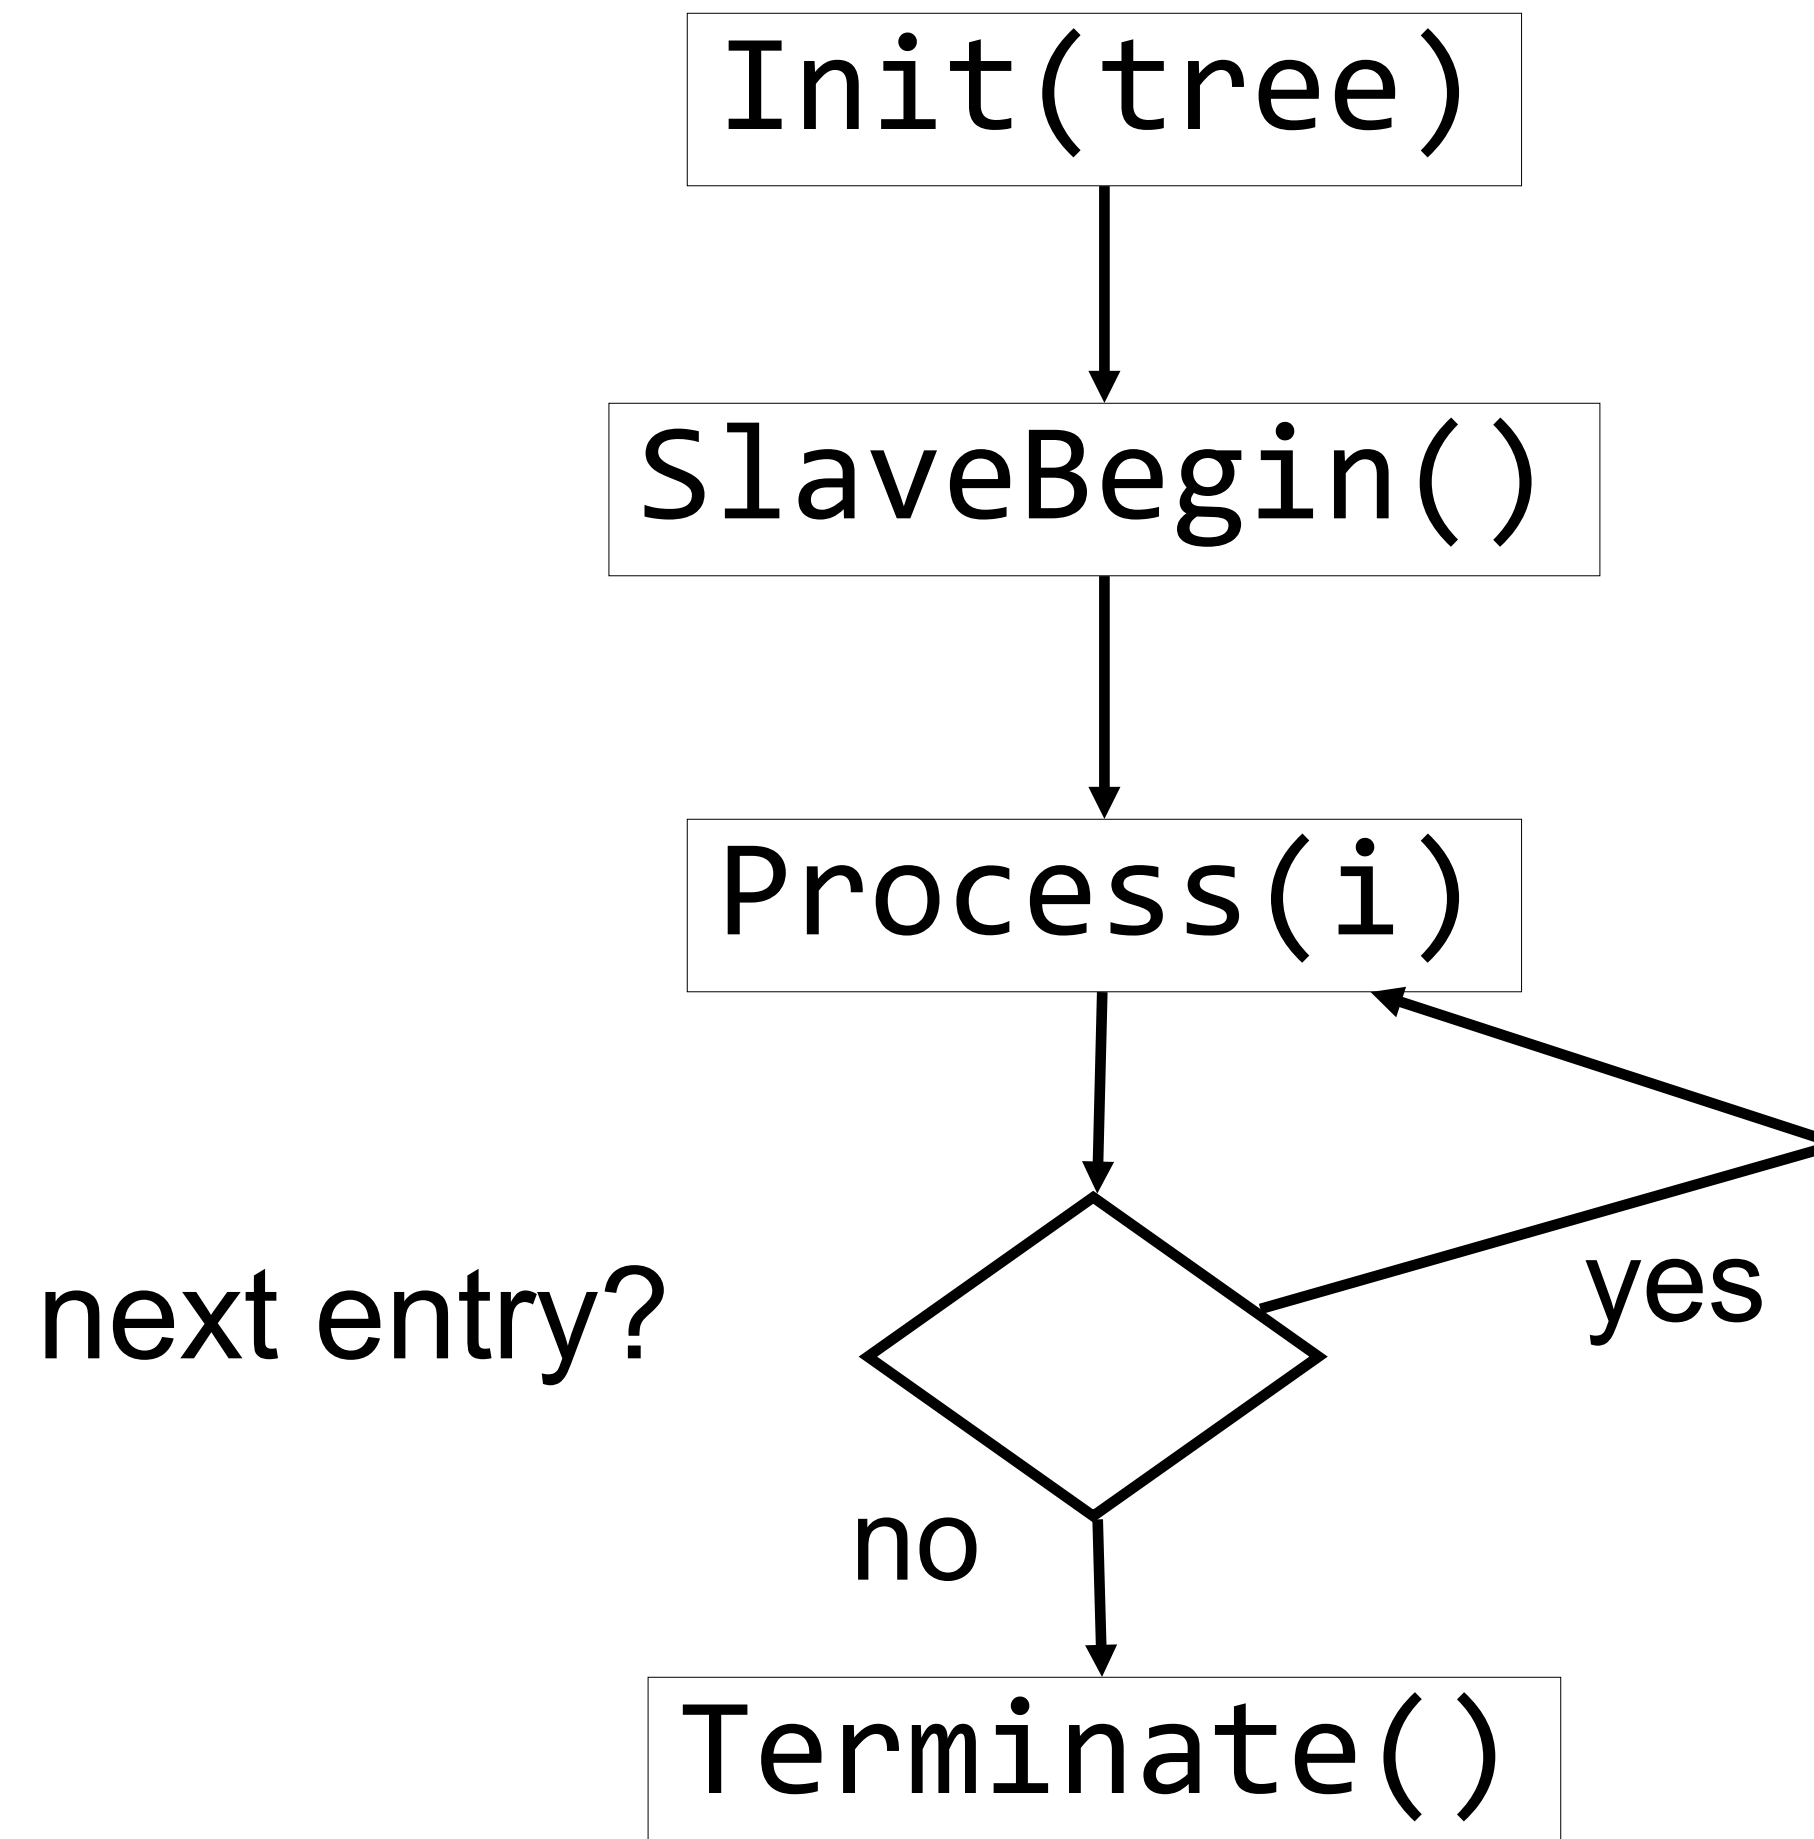 Init(tree)
SlaveBegin()
Process(i)
next entry?
yes
no
Terminate()